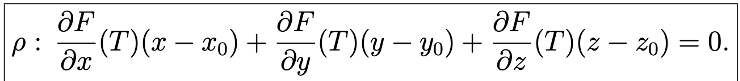 ρ : ∂F/∂x (T)(x − x₀) + ∂F/∂y (T)(y − y₀) + ∂F/∂z (T)(z − z₀) = 0.